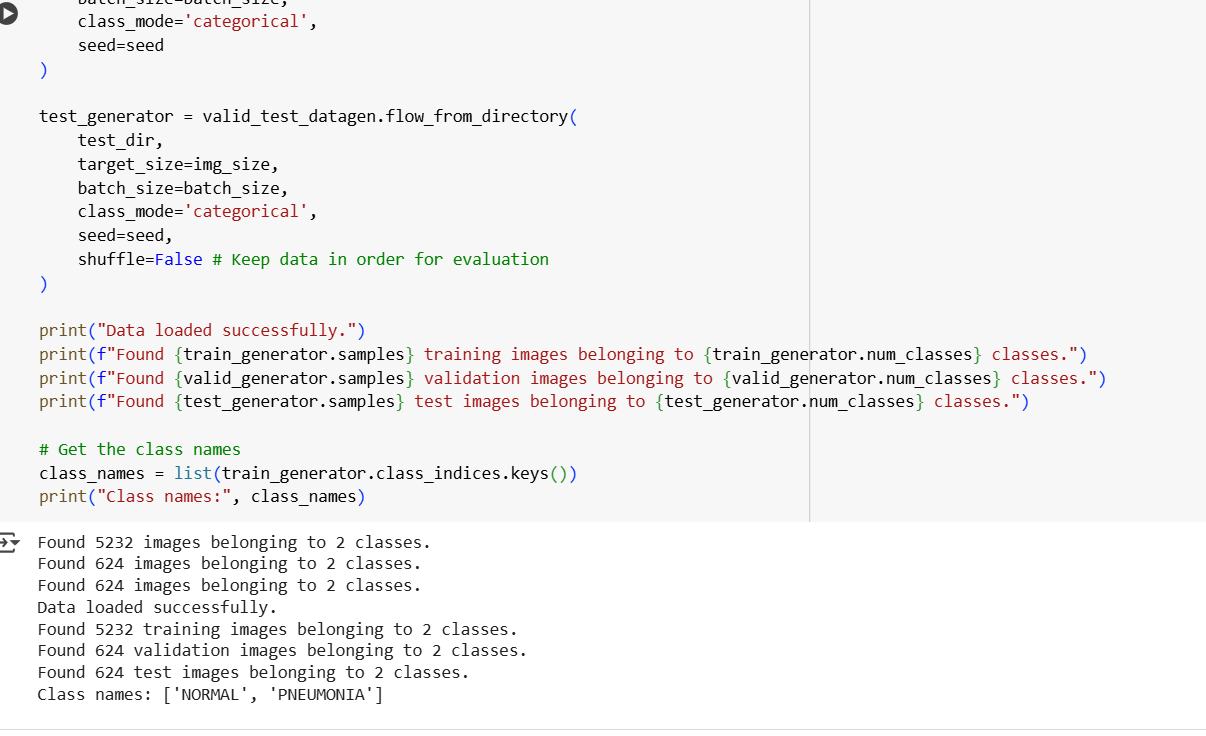 batch_size=batch_size,
class_mode='categorical',
seed=seed
)
test_generator = valid_test_datagen.flow_from_directory(
test_dir,
target_size=img_size,
batch_size=batch_size,
class_mode='categorical',
seed=seed,
shuffle=False # Keep data in order for evaluation
)
print("Data loaded successfully.")
print(f"Found {train_generator.samples} training images belonging to {train_generator.num_classes} classes.")
print(f"Found {valid_generator.samples} validation images belonging to {valid_generator.num_classes} classes.")
print(f"Found {test_generator.samples} test images belonging to {test_generator.num_classes} classes.")
# Get the class names
class_names = list(train_generator.class_indices.keys())
print("Class names:", class_names)
Found 5232 images belonging to 2 classes.
Found 624 images belonging to 2 classes.
Found 624 images belonging to 2 classes.
Data loaded successfully.
Found 5232 training images belonging to 2 classes.
Found 624 validation images belonging to 2 classes.
Found 624 test images belonging to 2 classes.
Class names: ['NORMAL', 'PNEUMONIA']